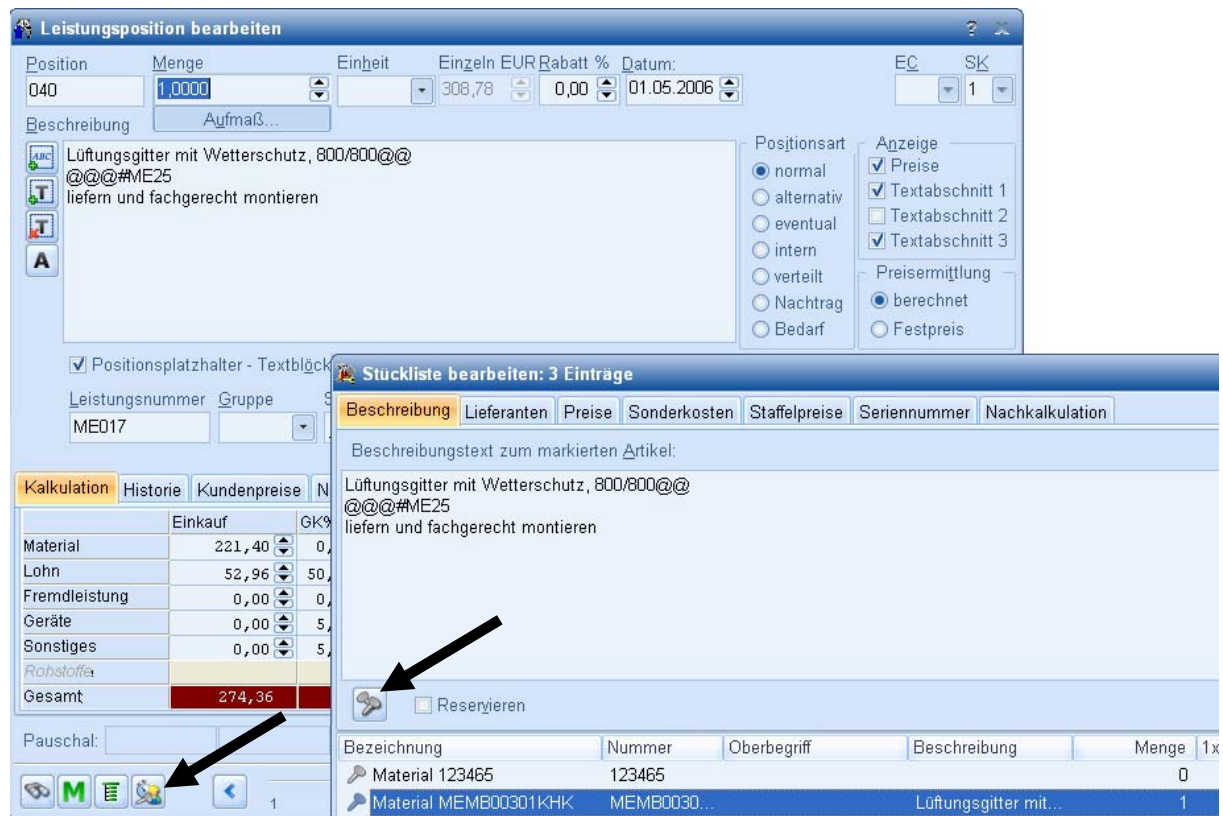 Leistungsposition bearbeiten
Position Menge Einheit Einzeln EUR Rabatt % Datum: EC SK
040 1,0000 308,78 0,00 01.05.2006 1
Aufmaß...
Beschreibung
ABC
T
T
A
Lüftungsgitter mit Wetterschutz, 800/800@@
@@@#ME25
liefern und fachgerecht montieren
Positionsart
normal
alternativ
eventual
intern
verteilt
Nachtrag
Bedarf
Anzeige
Preise
Textabschnitt 1
Textabschnitt 2
Textabschnitt 3
Preisermittlung
berechnet
Festpreis
Positionsplatzhalter - Textblöck
Leistungsnummer Gruppe
ME017
Kalkulation Historie Kundenpreise N
Einkauf GK%
Material 221,40 0,
Lohn 52,96 50,
Fremdleistung 0,00 0,
Geräte 0,00 5,
Sonstiges 0,00 5,
Rohstoffe
Gesamt 274,36
Pauschal:
M 1
Stückliste bearbeiten: 3 Einträge
Beschreibung Lieferanten Preise Sonderkosten Staffelpreise Seriennummer Nachkalkulation
Beschreibungstext zum markierten Artikel:
Lüftungsgitter mit Wetterschutz, 800/800@@
@@@#ME25
liefern und fachgerecht montieren
Reservieren
Bezeichnung Nummer Oberbegriff Beschreibung Menge 1x
Material 123465 123465 0
Material MEMB00301KHK MEMB0030... Lüftungsgitter mit... 1